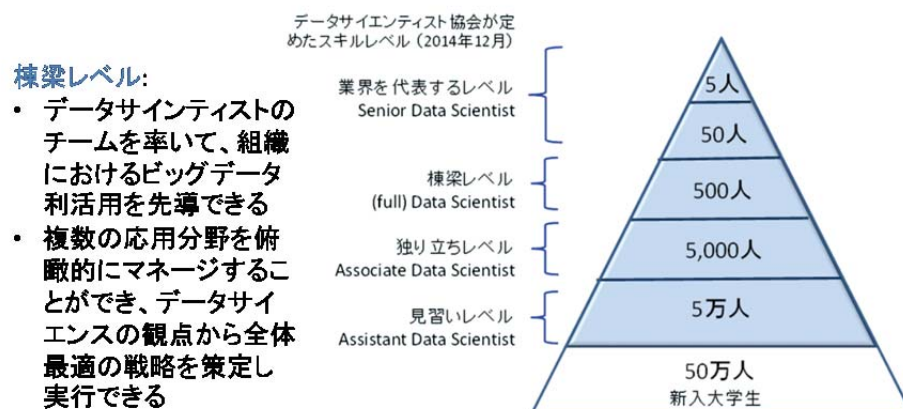 データサイエンティスト協会が定
めたスキルレベル（2014年12月）
棟梁レベル:
• データサインティストの
チームを率いて、組織
におけるビッグデータ
利活用を先導できる
• 複数の応用分野を俯
瞰的にマネージするこ
とができ、データサイ
エンスの観点から全体
最適の戦略を策定し
実行できる
業界を代表するレベル
Senior Data Scientist
棟梁レベル
(full) Data Scientist
独り立ちレベル
Associate Data Scientist
見習いレベル
Assistant Data Scientist
5人
50人
500人
5,000人
5万人
50万人
新入大学生